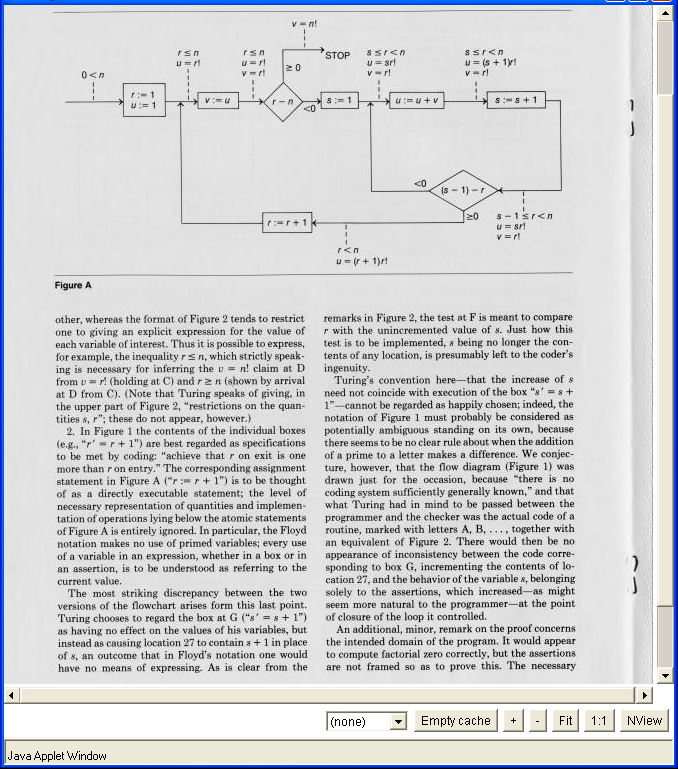 v = n!
r ≤ n
u = r!
r ≤ n
u = r!
v = r!
≥ 0
STOP
s ≤ r < n
u = sr!
v = r!
s ≤ r < n
u = (s + 1)r!
v = r!
0 < n
r := 1
u := 1
v := u
r − n
<0
s := 1
u := u + v
s := s + 1
<0
(s − 1) − r
≥0
s − 1 ≤ r < n
u = sr!
v = r!
r := r + 1
r < n
u = (r + 1)r!
Figure A
other, whereas the format of Figure 2 tends to restrict
one to giving an explicit expression for the value of
each variable of interest. Thus it is possible to express,
for example, the inequality r ≤ n, which strictly speak-
ing is necessary for inferring the v = n! claim at D
from v = r! (holding at C) and r ≥ n (shown by arrival
at D from C). (Note that Turing speaks of giving, in
the upper part of Figure 2, "restrictions on the quan-
tities s, r"; these do not appear, however.)
2. In Figure 1 the contents of the individual boxes
(e.g., "r' = r + 1") are best regarded as specifications
to be met by coding: "achieve that r on exit is one
more than r on entry." The corresponding assignment
statement in Figure A ("r := r + 1") is to be thought
of as a directly executable statement; the level of
necessary representation of quantities and implemen-
tation of operations lying below the atomic statements
of Figure A is entirely ignored. In particular, the Floyd
notation makes no use of primed variables; every use
of a variable in an expression, whether in a box or in
an assertion, is to be understood as referring to the
current value.
The most striking discrepancy between the two
versions of the flowchart arises form this last point.
Turing chooses to regard the box at G ("s' = s + 1")
as having no effect on the values of his variables, but
instead as causing location 27 to contain s + 1 in place
of s, an outcome that in Floyd's notation one would
have no means of expressing. As is clear from the
remarks in Figure 2, the test at F is meant to compare
r with the unincremented value of s. Just how this
test is to be implemented, s being no longer the con-
tents of any location, is presumably left to the coder's
ingenuity.
Turing's convention here—that the increase of s
need not coincide with execution of the box "s' = s +
1"—cannot be regarded as happily chosen; indeed, the
notation of Figure 1 must probably be considered as
potentially ambiguous standing on its own, because
there seems to be no clear rule about when the addition
of a prime to a letter makes a difference. We conjec-
ture, however, that the flow diagram (Figure 1) was
drawn just for the occasion, because "there is no
coding system sufficiently generally known," and that
what Turing had in mind to be passed between the
programmer and the checker was the actual code of a
routine, marked with letters A, B, . . . , together with
an equivalent of Figure 2. There would then be no
appearance of inconsistency between the code corre-
sponding to box G, incrementing the contents of lo-
cation 27, and the behavior of the variable s, belonging
solely to the assertions, which increased—as might
seem more natural to the programmer—at the point
of closure of the loop it controlled.
An additional, minor, remark on the proof concerns
the intended domain of the program. It would appear
to compute factorial zero correctly, but the assertions
are not framed so as to prove this. The necessary
(none)
Empty cache
+
-
Fit
1:1
NView
Java Applet Window